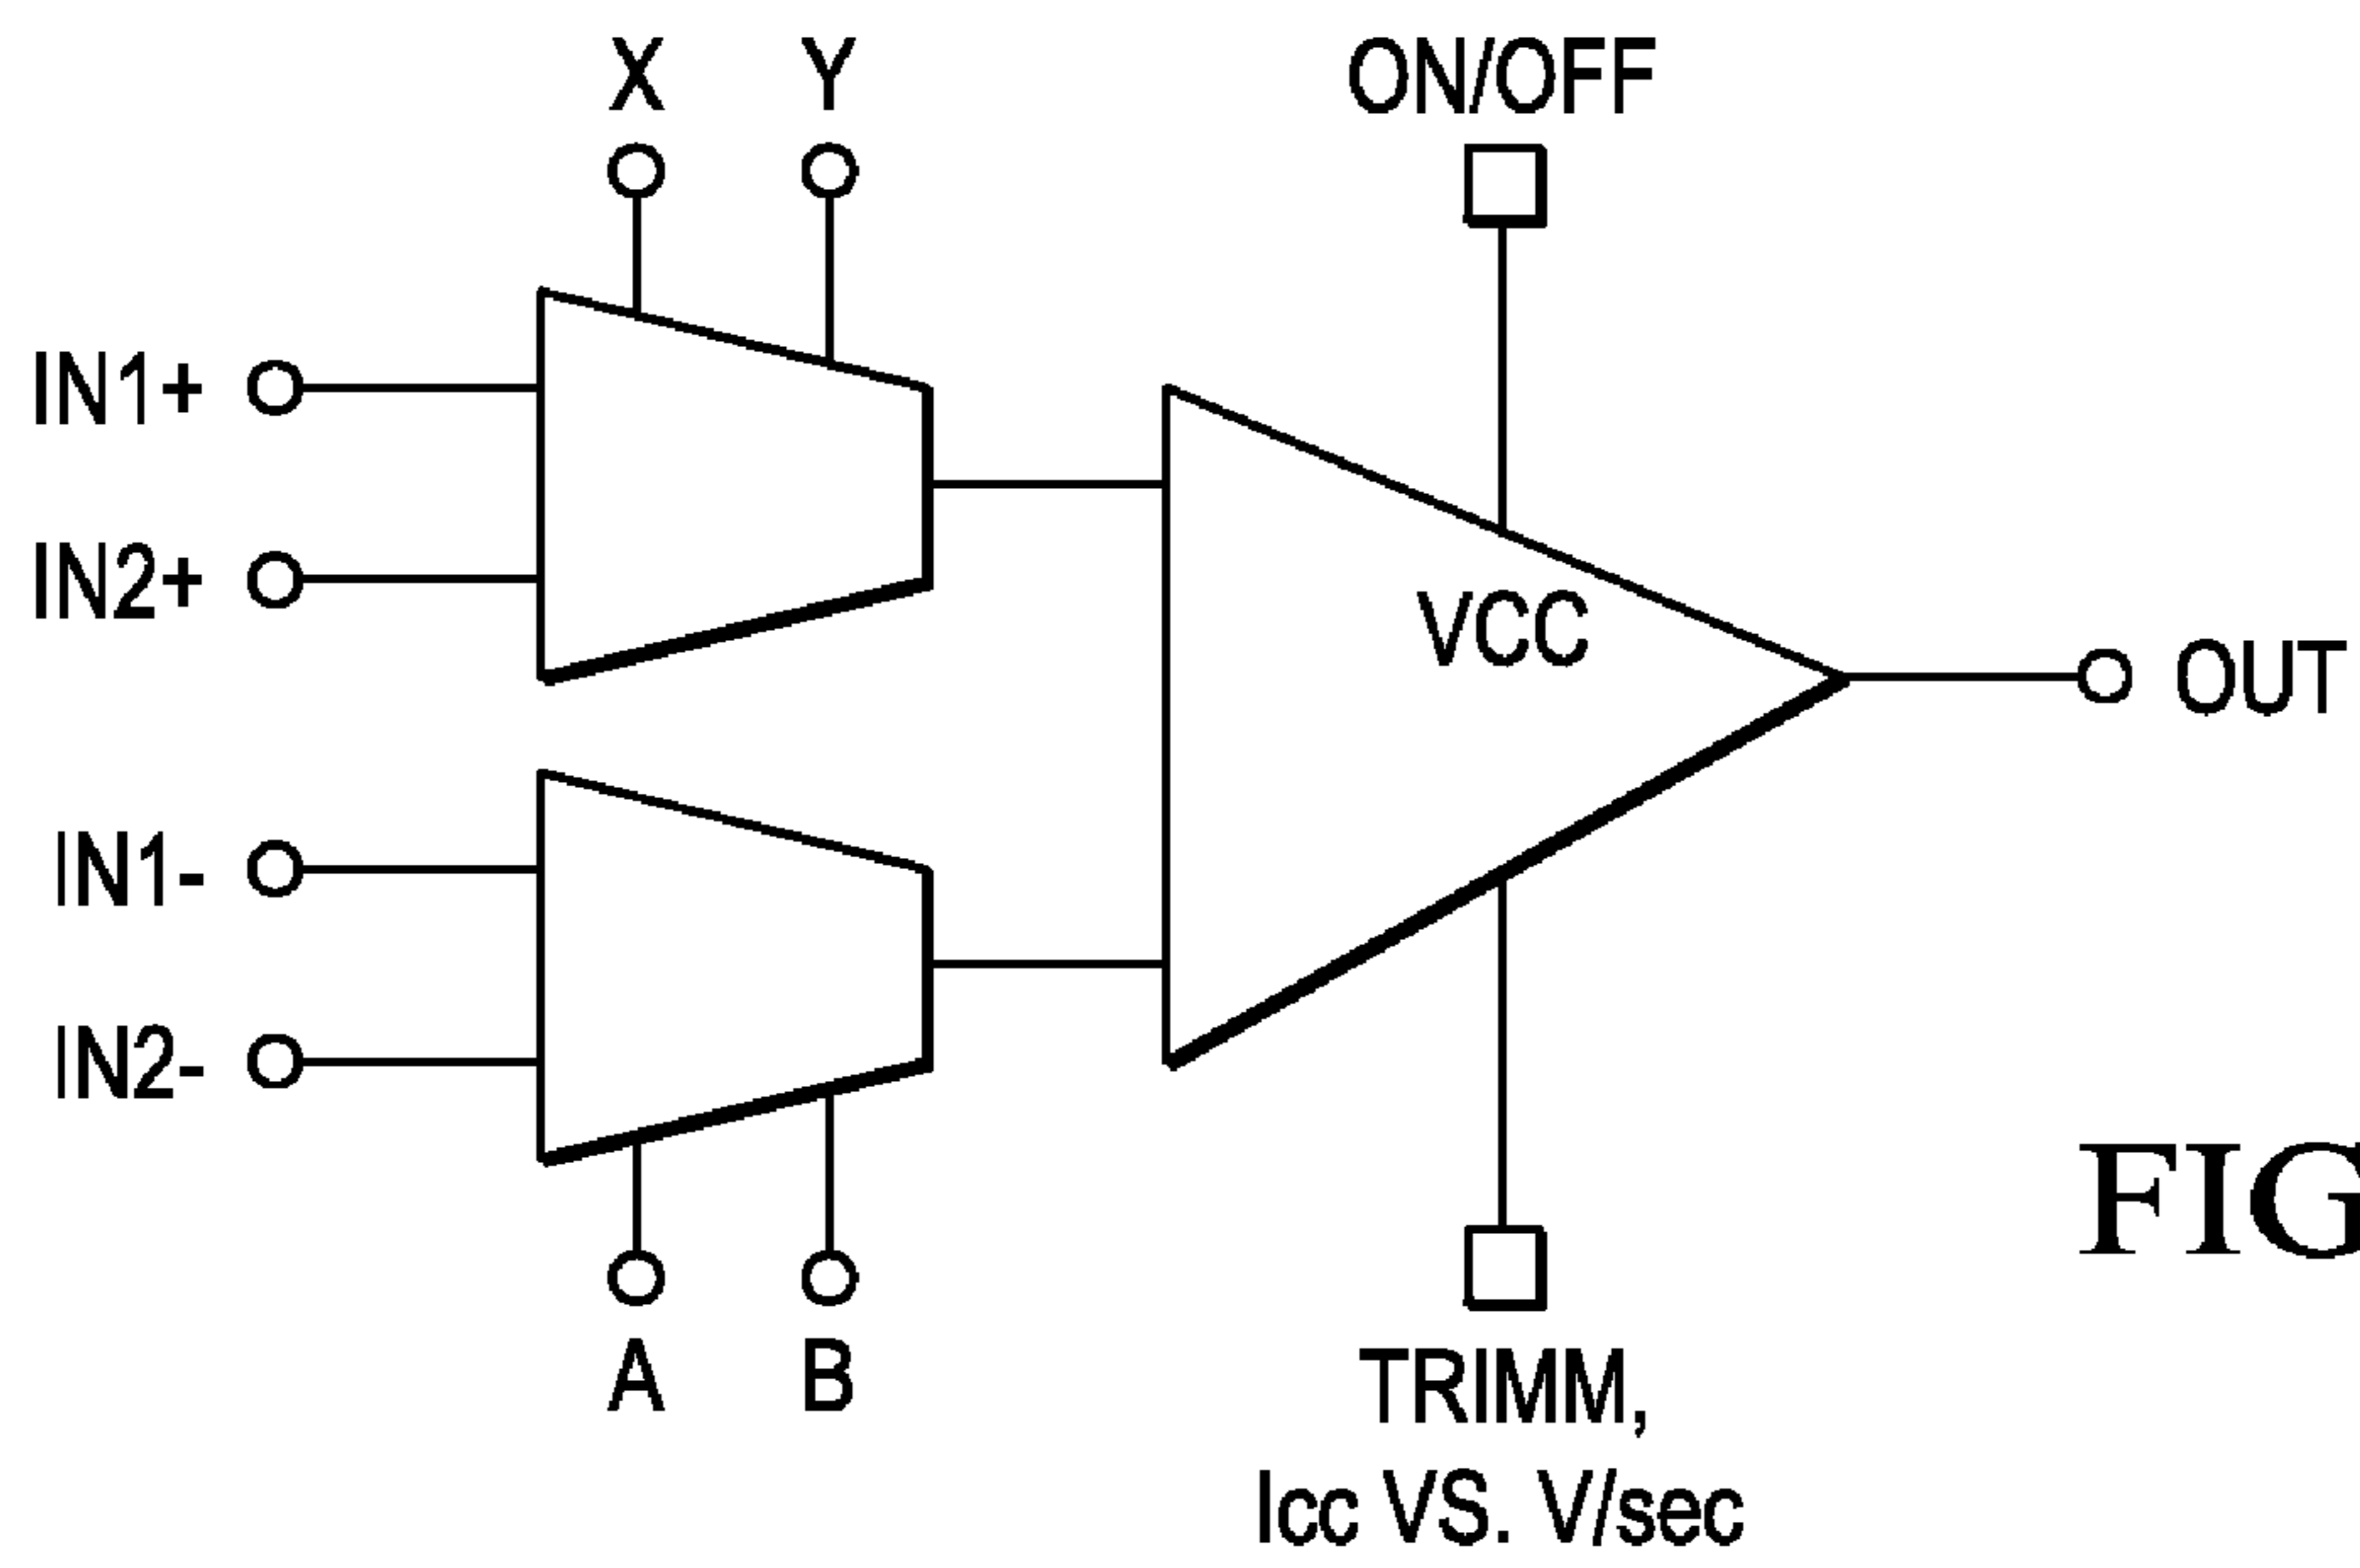 X Y ON/OFF
IN1+
IN2+
VCC
OUT
IN1-
IN2-
FIG
A B
TRIMM,
Icc VS. V/sec